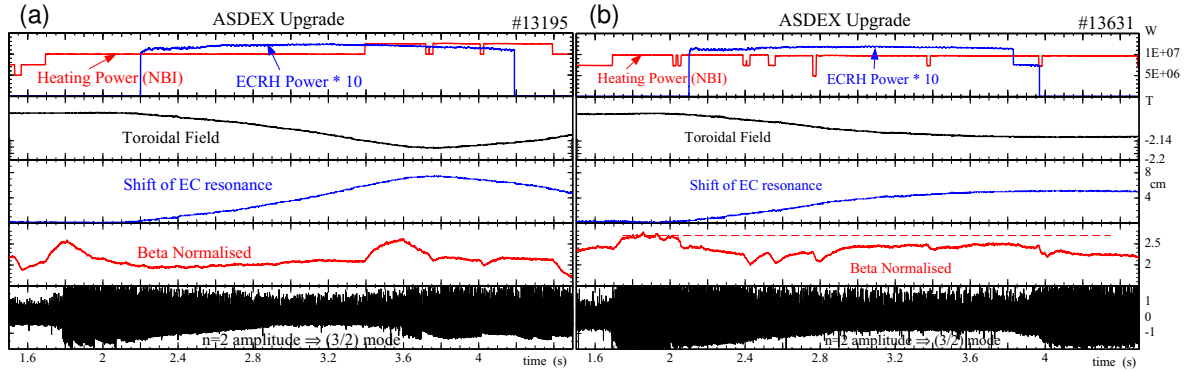 (a) ASDEX Upgrade #13195 (b) ASDEX Upgrade #13631
W
Heating Power (NBI) ECRH Power * 10 Heating Power (NBI) ECRH Power * 10 1E+07
5E+06
T
Toroidal Field Toroidal Field -2.14
-2.2
Shift of EC resonance Shift of EC resonance 8
cm
4
Beta Normalised Beta Normalised 2.5
2
1
0
-1
n=2 amplitude ⇒ (3/2) mode n=2 amplitude ⇒ (3/2) mode
1.6 2 2.4 2.8 3.2 3.6 4 time (s) 1.6 2 2.4 2.8 3.2 3.6 4 time (s)